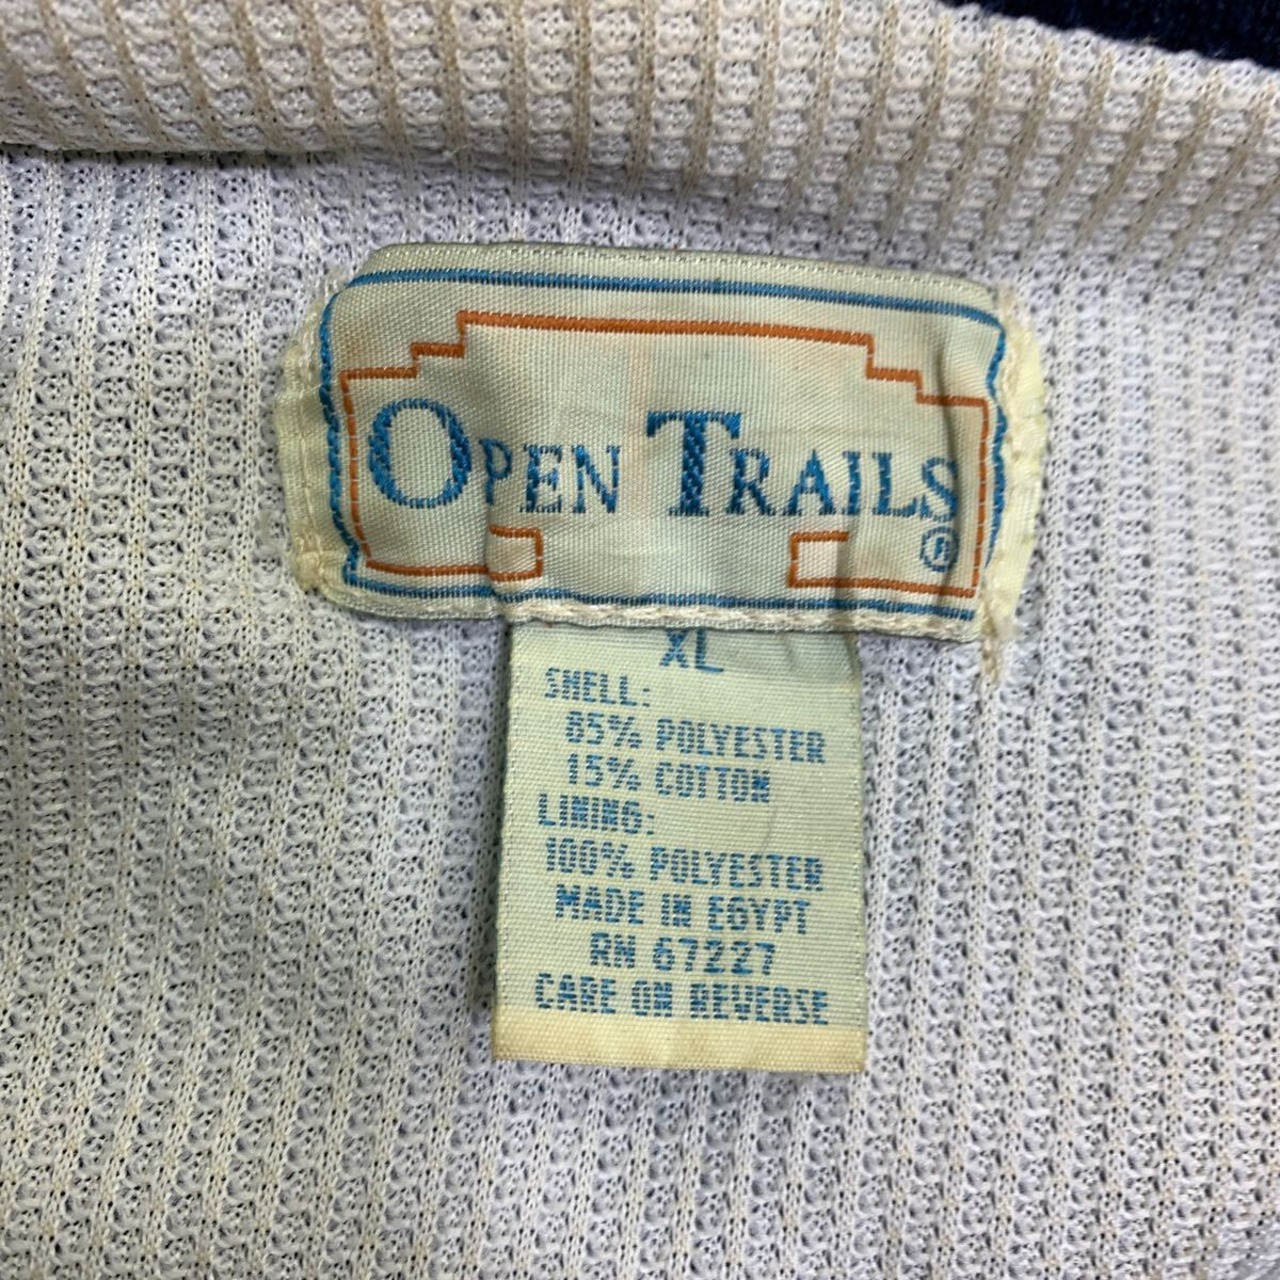 OPEN TRAILS
®
XL
SHELL:
85% POLYESTER
15% COTTON
LINING:
100% POLYESTER
MADE IN EGYPT
RN 67227
CARE ON REVERSE